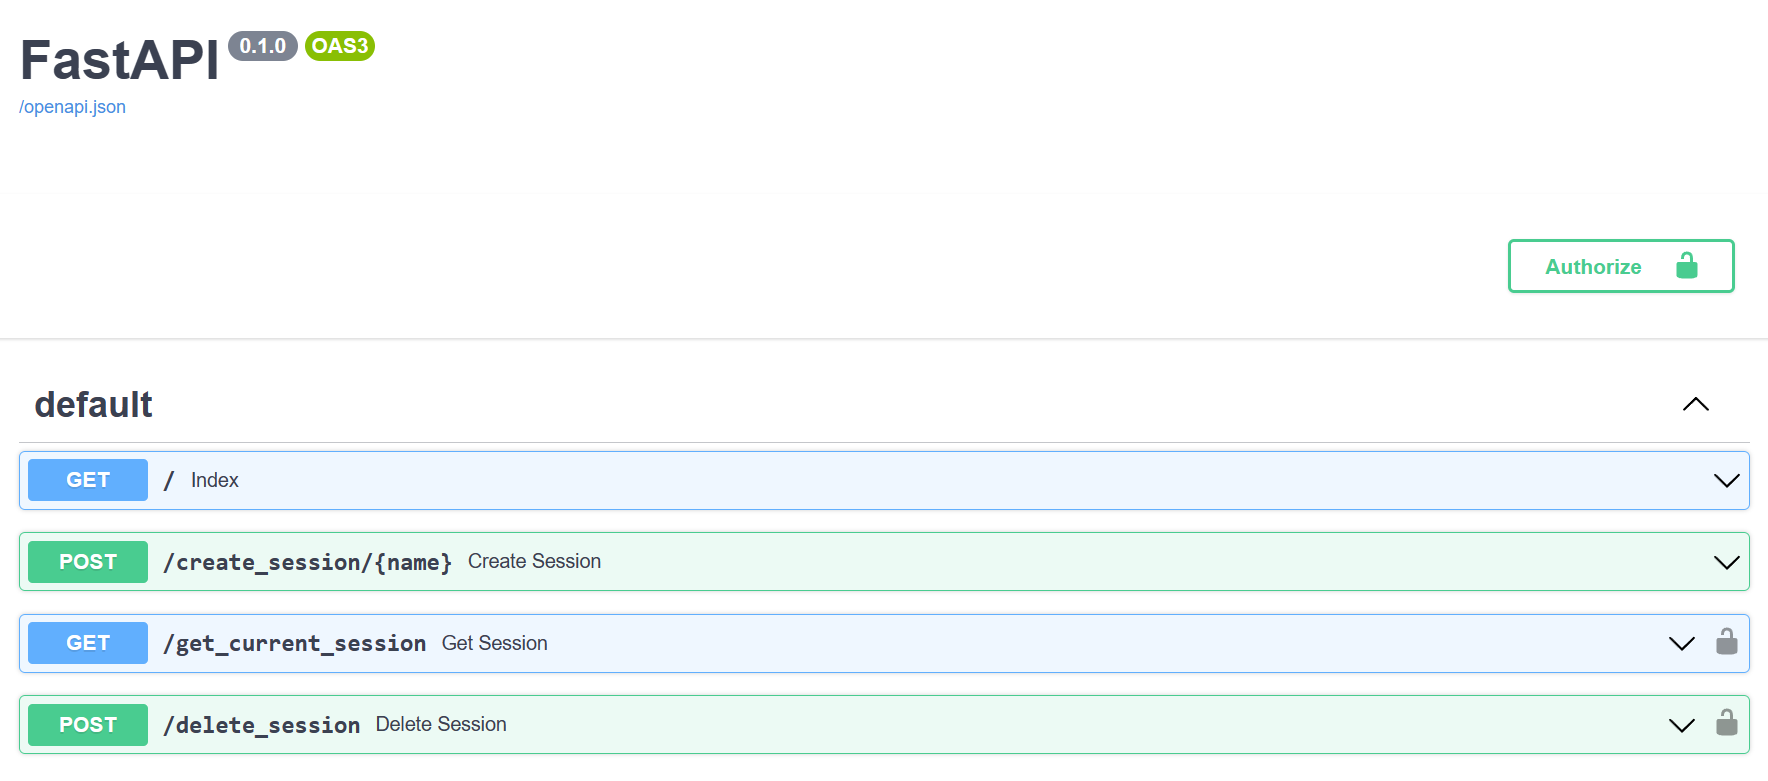 FastAPI 0.1.0 OAS3
/openapi.json
Authorize
default
GET / Index
POST /create_session/{name} Create Session
GET /get_current_session Get Session
POST /delete_session Delete Session